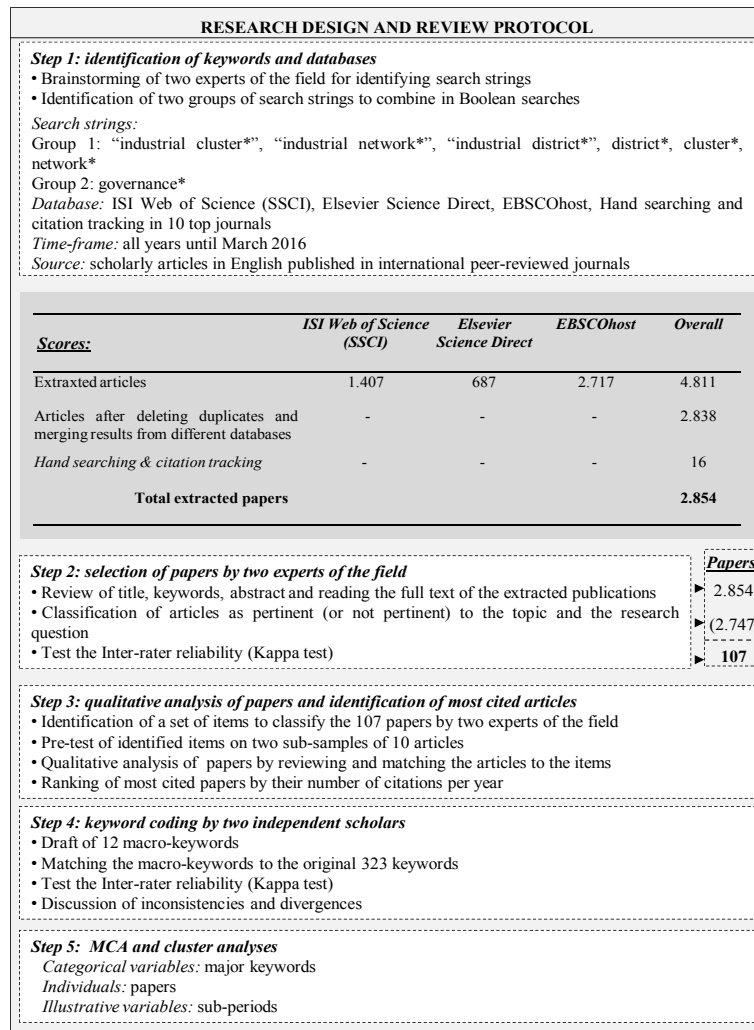 RESEARCH DESIGN AND REVIEW PROTOCOL
Step 1: identification of keywords and databases
• Brainstorming of two experts of the field for identifying search strings
• Identification of two groups of search strings to combine in Boolean searches
Search strings:
Group 1: “industrial cluster*”, “industrial network*”, “industrial district*”, district*, cluster*,
network*
Group 2: governance*
Database: ISI Web of Science (SSCI), Elsevier Science Direct, EBSCOhost, Hand searching and
citation tracking in 10 top journals
Time-frame: all years until March 2016
Source: scholarly articles in English published in international peer-reviewed journals
Scores: ISI Web of Science (SSCI) Elsevier Science Direct EBSCOhost Overall
Extraxted articles 1.407 687 2.717 4.811
Articles after deleting duplicates and
merging results from different databases - - - 2.838
Hand searching & citation tracking - - - 16
Total extracted papers 2.854
Step 2: selection of papers by two experts of the field
• Review of title, keywords, abstract and reading the full text of the extracted publications
• Classification of articles as pertinent (or not pertinent) to the topic and the research
question
• Test the Inter-rater reliability (Kappa test)
Papers
2.854
(2.747
107
Step 3: qualitative analysis of papers and identification of most cited articles
• Identification of a set of items to classify the 107 papers by two experts of the field
• Pre-test of identified items on two sub-samples of 10 articles
• Qualitative analysis of papers by reviewing and matching the articles to the items
• Ranking of most cited papers by their number of citations per year
Step 4: keyword coding by two independent scholars
• Draft of 12 macro-keywords
• Matching the macro-keywords to the original 323 keywords
• Test the Inter-rater reliability (Kappa test)
• Discussion of inconsistencies and divergences
Step 5: MCA and cluster analyses
Categorical variables: major keywords
Individuals: papers
Illustrative variables: sub-periods